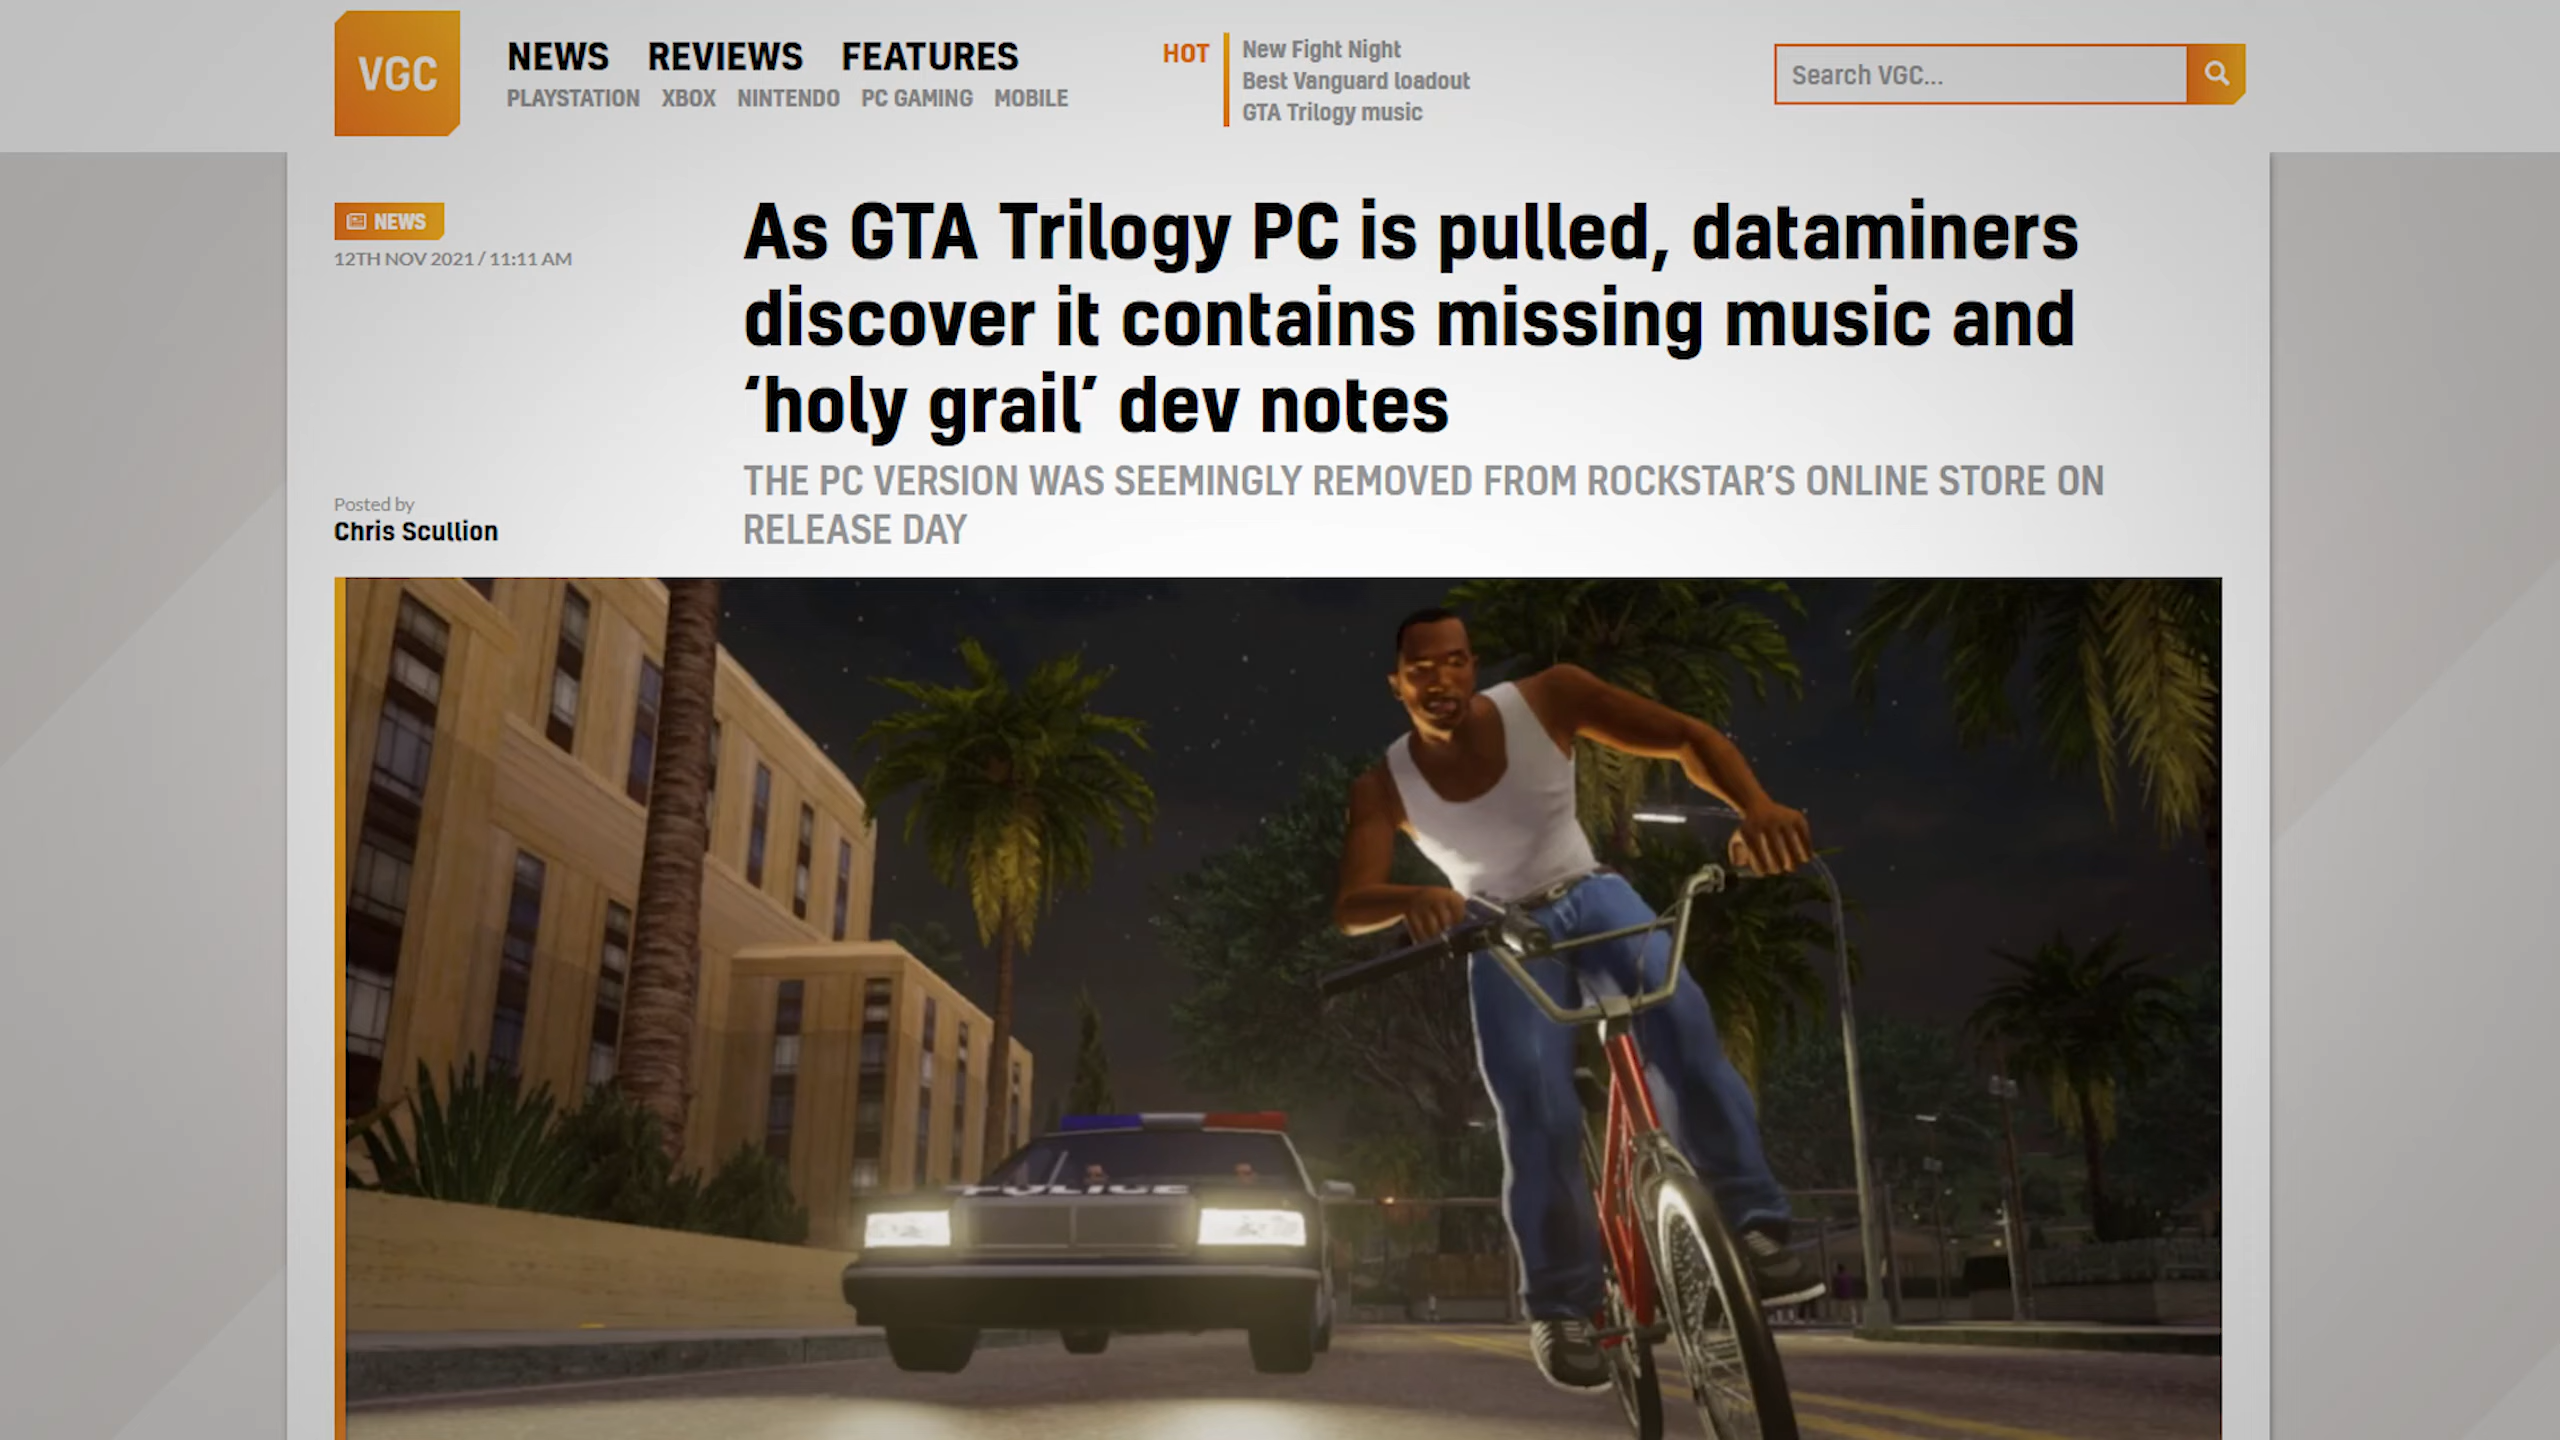 VGC
NEWS REVIEWS FEATURES
PLAYSTATION XBOX NINTENDO PC GAMING MOBILE
HOT
New Fight Night
Best Vanguard loadout
GTA Trilogy music
Search VGC...
NEWS
12TH NOV 2021 / 11:11 AM
As GTA Trilogy PC is pulled, dataminers
discover it contains missing music and
‘holy grail’ dev notes
THE PC VERSION WAS SEEMINGLY REMOVED FROM ROCKSTAR’S ONLINE STORE ON
RELEASE DAY
Posted by
Chris Scullion
POLICE